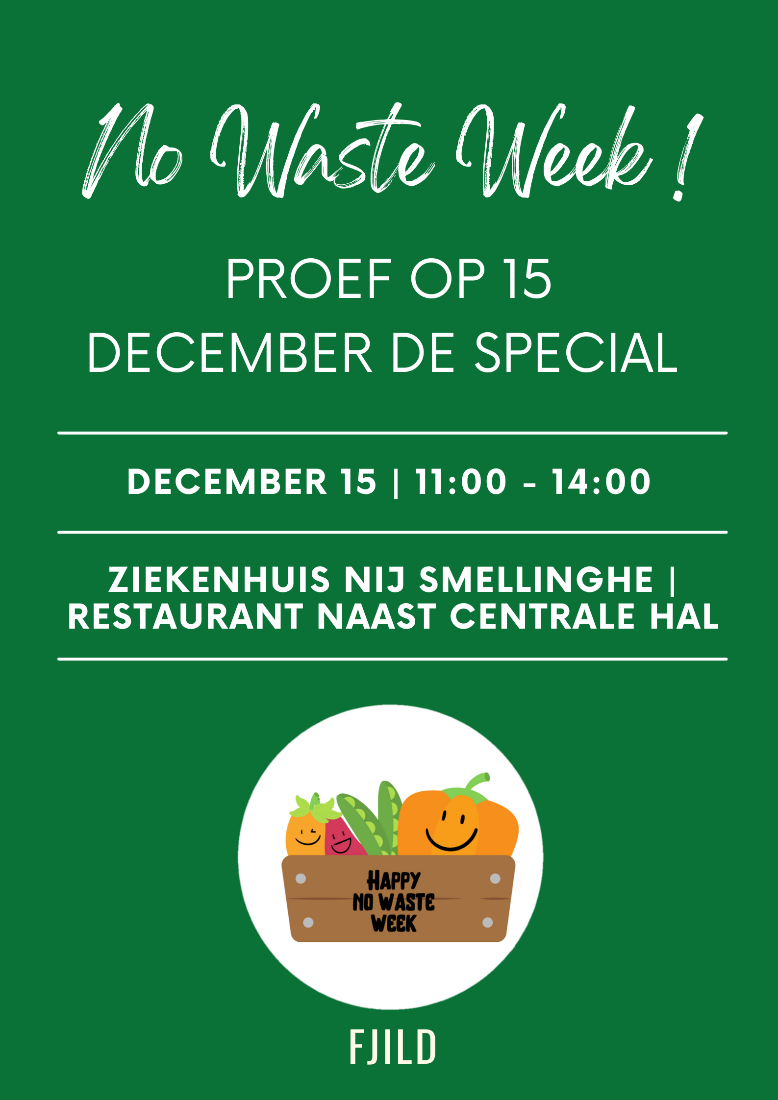 No Waste Week !
PROEF OP 15
DECEMBER DE SPECIAL
DECEMBER 15 | 11:00 - 14:00
ZIEKENHUIS NIJ SMELLINGHE |
RESTAURANT NAAST CENTRALE HAL
HAPPY
NO WASTE
WEEK
FJILD